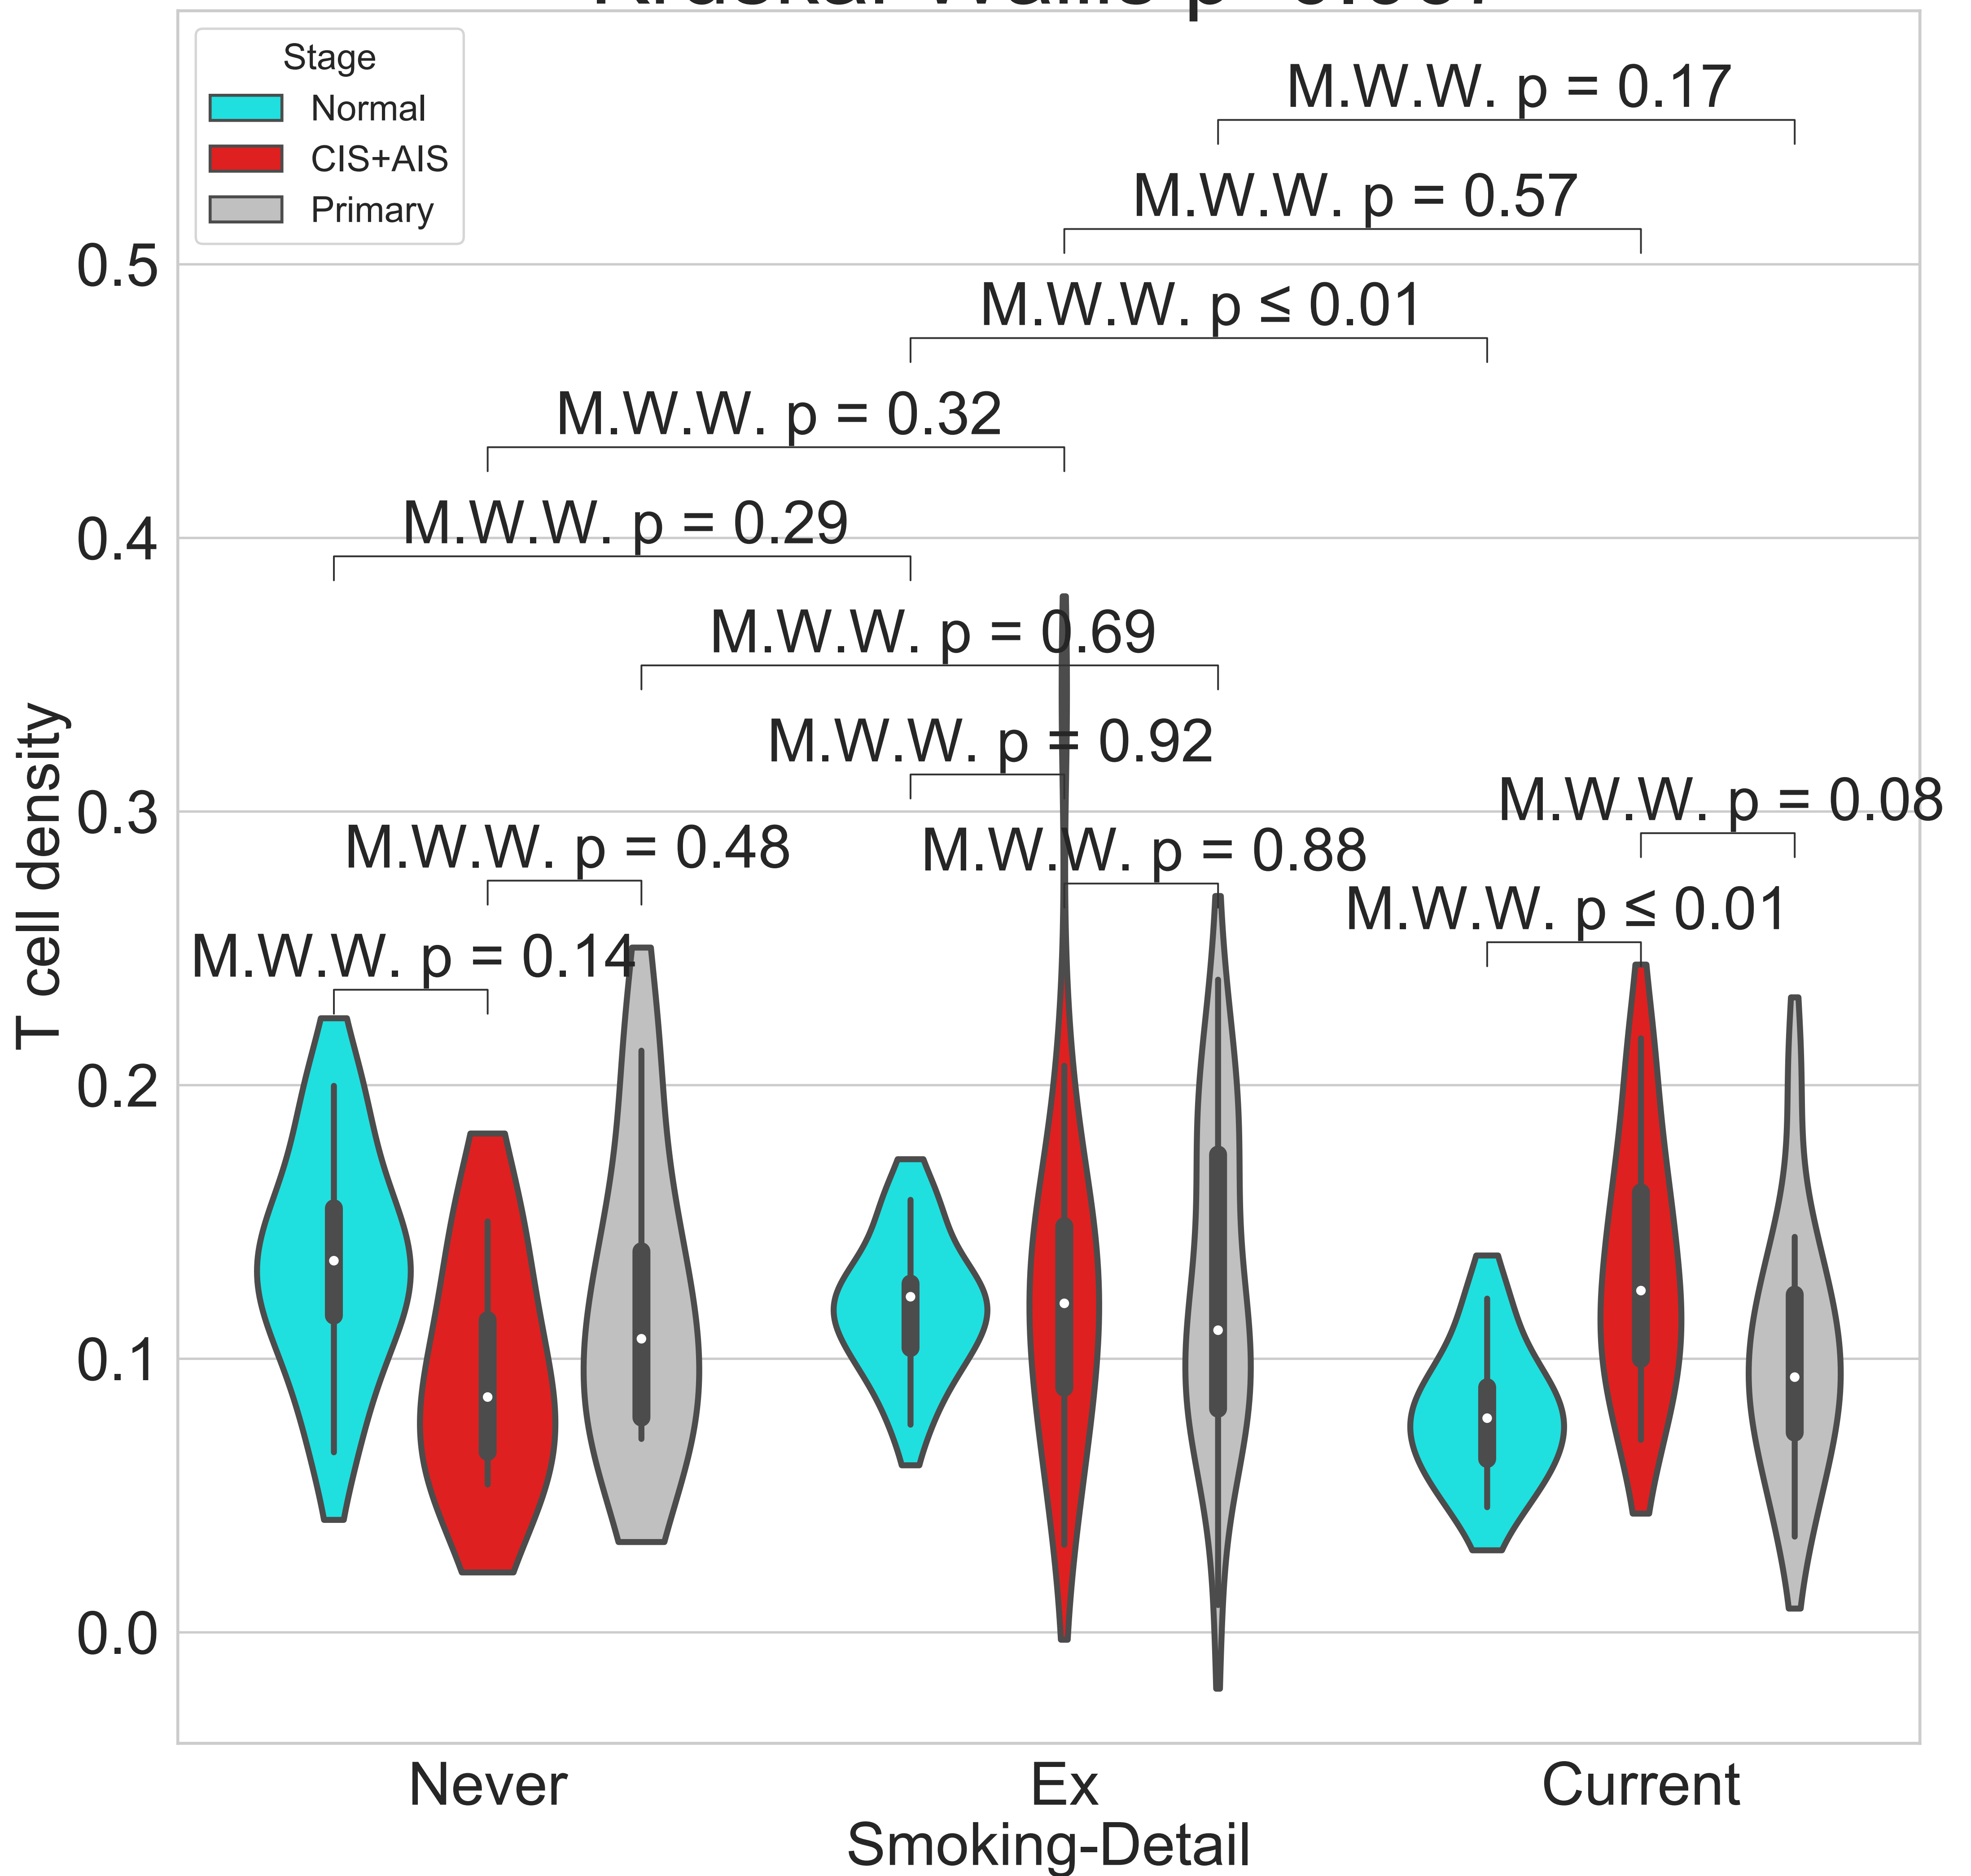 Stage
Normal
CIS+AIS
Primary
M.W.W. p = 0.17
M.W.W. p = 0.57
M.W.W. p ≤ 0.01
M.W.W. p = 0.32
M.W.W. p = 0.29
M.W.W. p = 0.69
M.W.W. p = 0.92
M.W.W. p = 0.08
M.W.W. p = 0.48
M.W.W. p = 0.88
M.W.W. p ≤ 0.01
M.W.W. p = 0.14
T cell density
0.5
0.4
0.3
0.2
0.1
0.0
Never
Ex
Current
Smoking-Detail